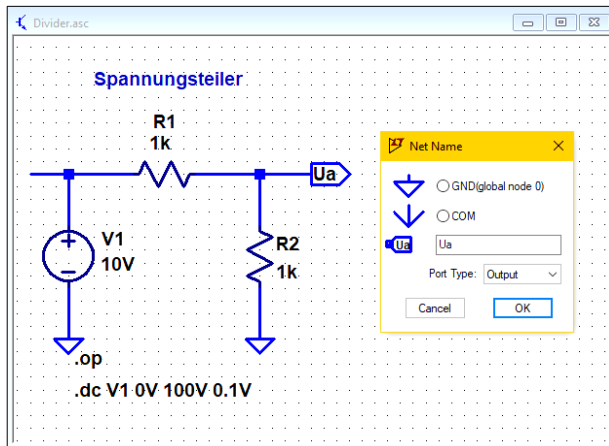 Divider.asc
Spannungsteiler
R1
1k
Ua
V1
10V
R2
1k
.op
.dc V1 0V 100V 0.1V
Net Name
GND(global node 0)
COM
Ua
Ua
Port Type: Output
Cancel
OK